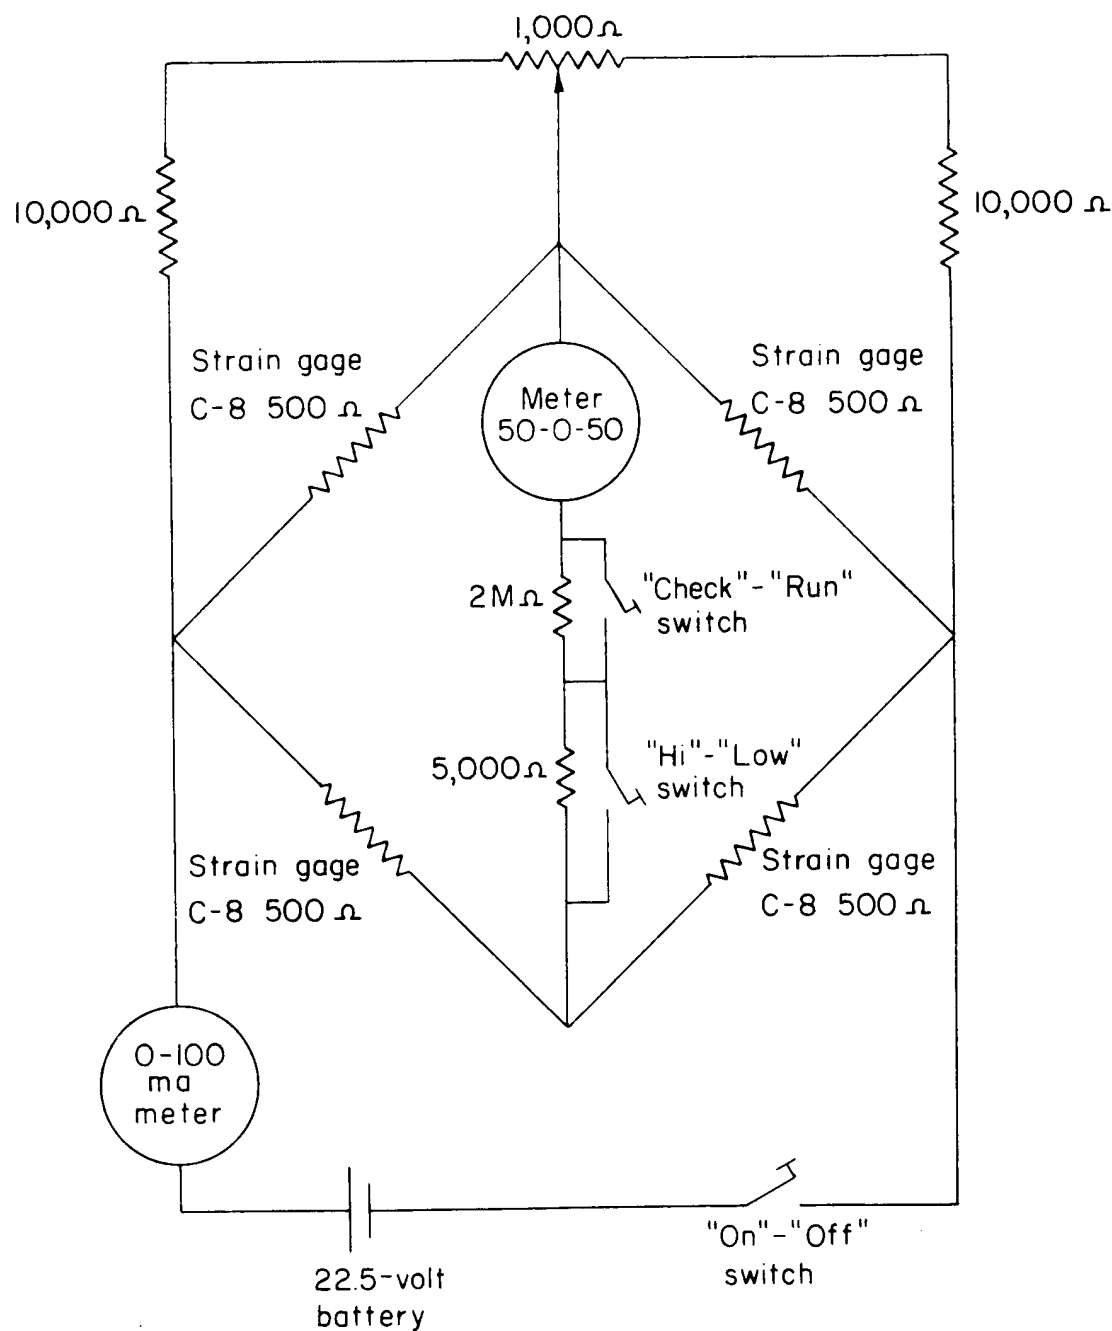 1,000 Ω
10,000 Ω
10,000 Ω
Strain gage
C-8 500 Ω
Strain gage
C-8 500 Ω
Meter
50-0-50
2MΩ
"Check"-"Run"
switch
5,000Ω
"Hi"-"Low"
switch
Strain gage
C-8 500 Ω
Strain gage
C-8 500 Ω
0-100
ma
meter
"On"-"Off"
switch
22.5-volt
battery